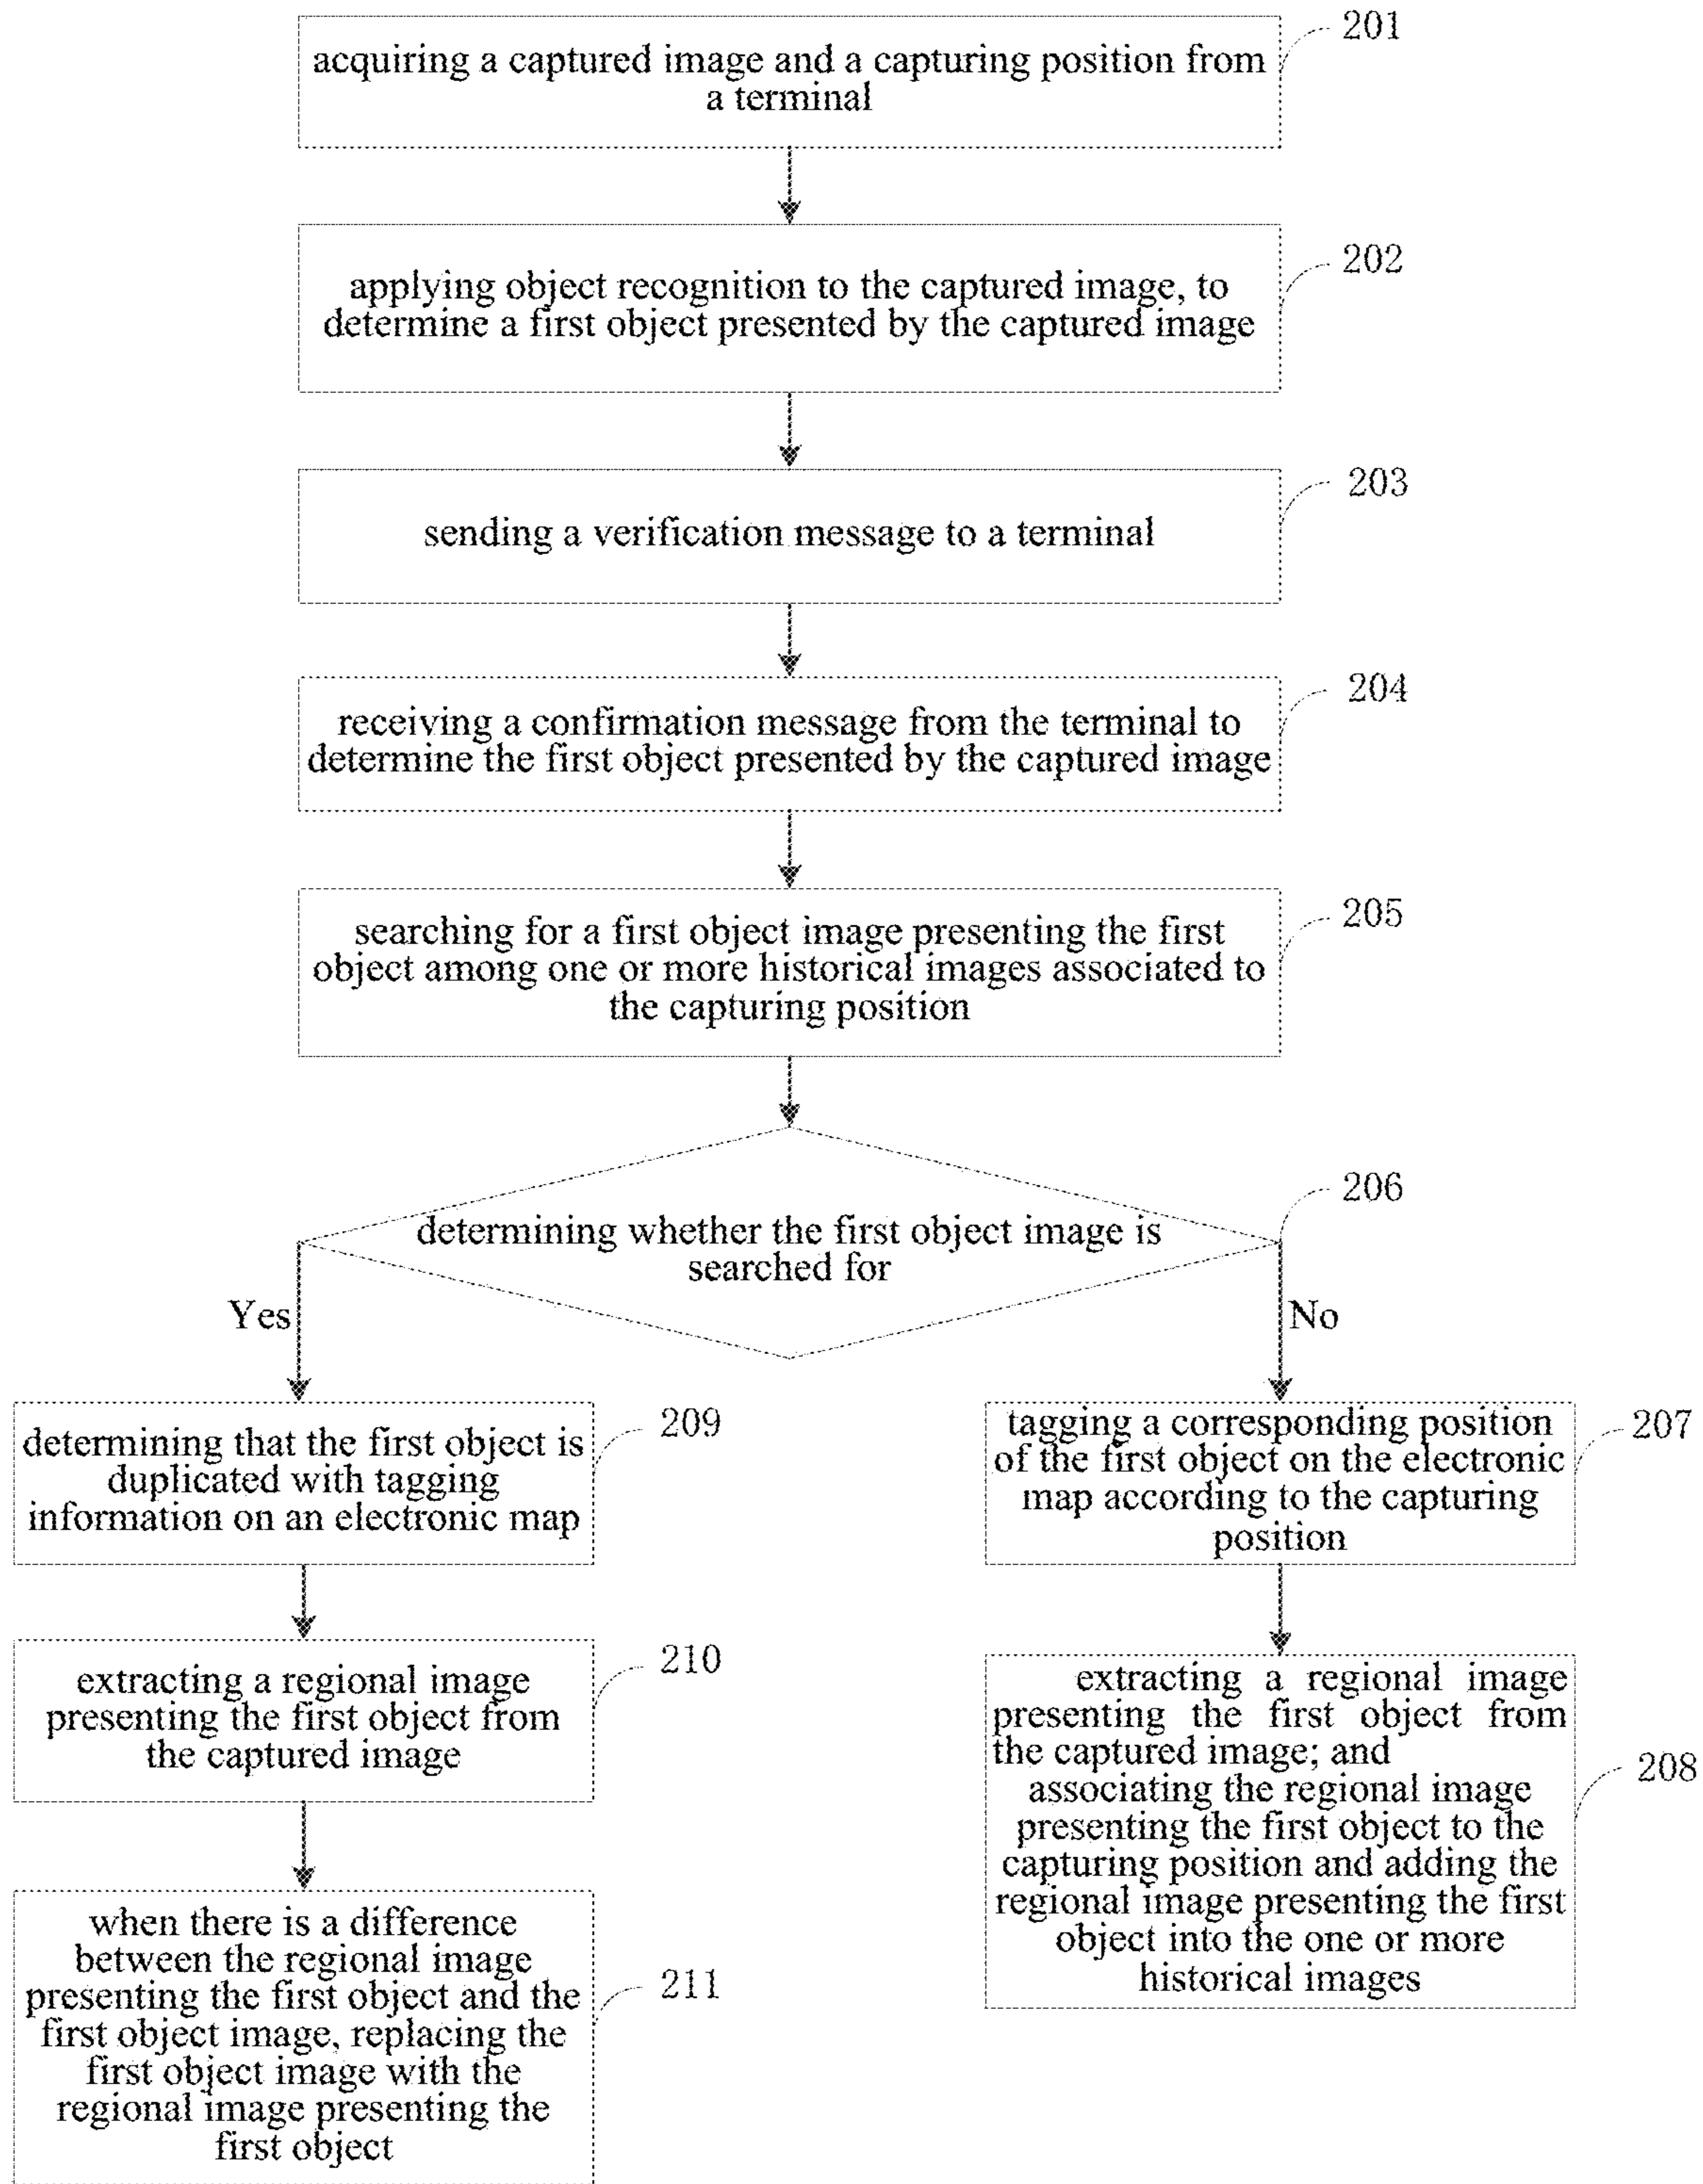 201
acquiring a captured image and a capturing position from
a terminal
202
applying object recognition to the captured image, to
determine a first object presented by the captured image
203
sending a verification message to a terminal
204
receiving a confirmation message from the terminal to
determine the first object presented by the captured image
205
searching for a first object image presenting the first
object among one or more historical images associated to
the capturing position
206
determining whether the first object image is
searched for
Yes
No
209
determining that the first object is
duplicated with tagging
information on an electronic map
207
tagging a corresponding position
of the first object on the electronic
map according to the capturing
position
210
extracting a regional image
presenting the first object from
the captured image
208
extracting a regional image
presenting the first object from
the captured image; and
associating the regional image
presenting the first object to the
capturing position and adding the
regional image presenting the first
object into the one or more
historical images
211
when there is a difference
between the regional image
presenting the first object and the
first object image, replacing the
first object image with the
regional image presenting the
first object